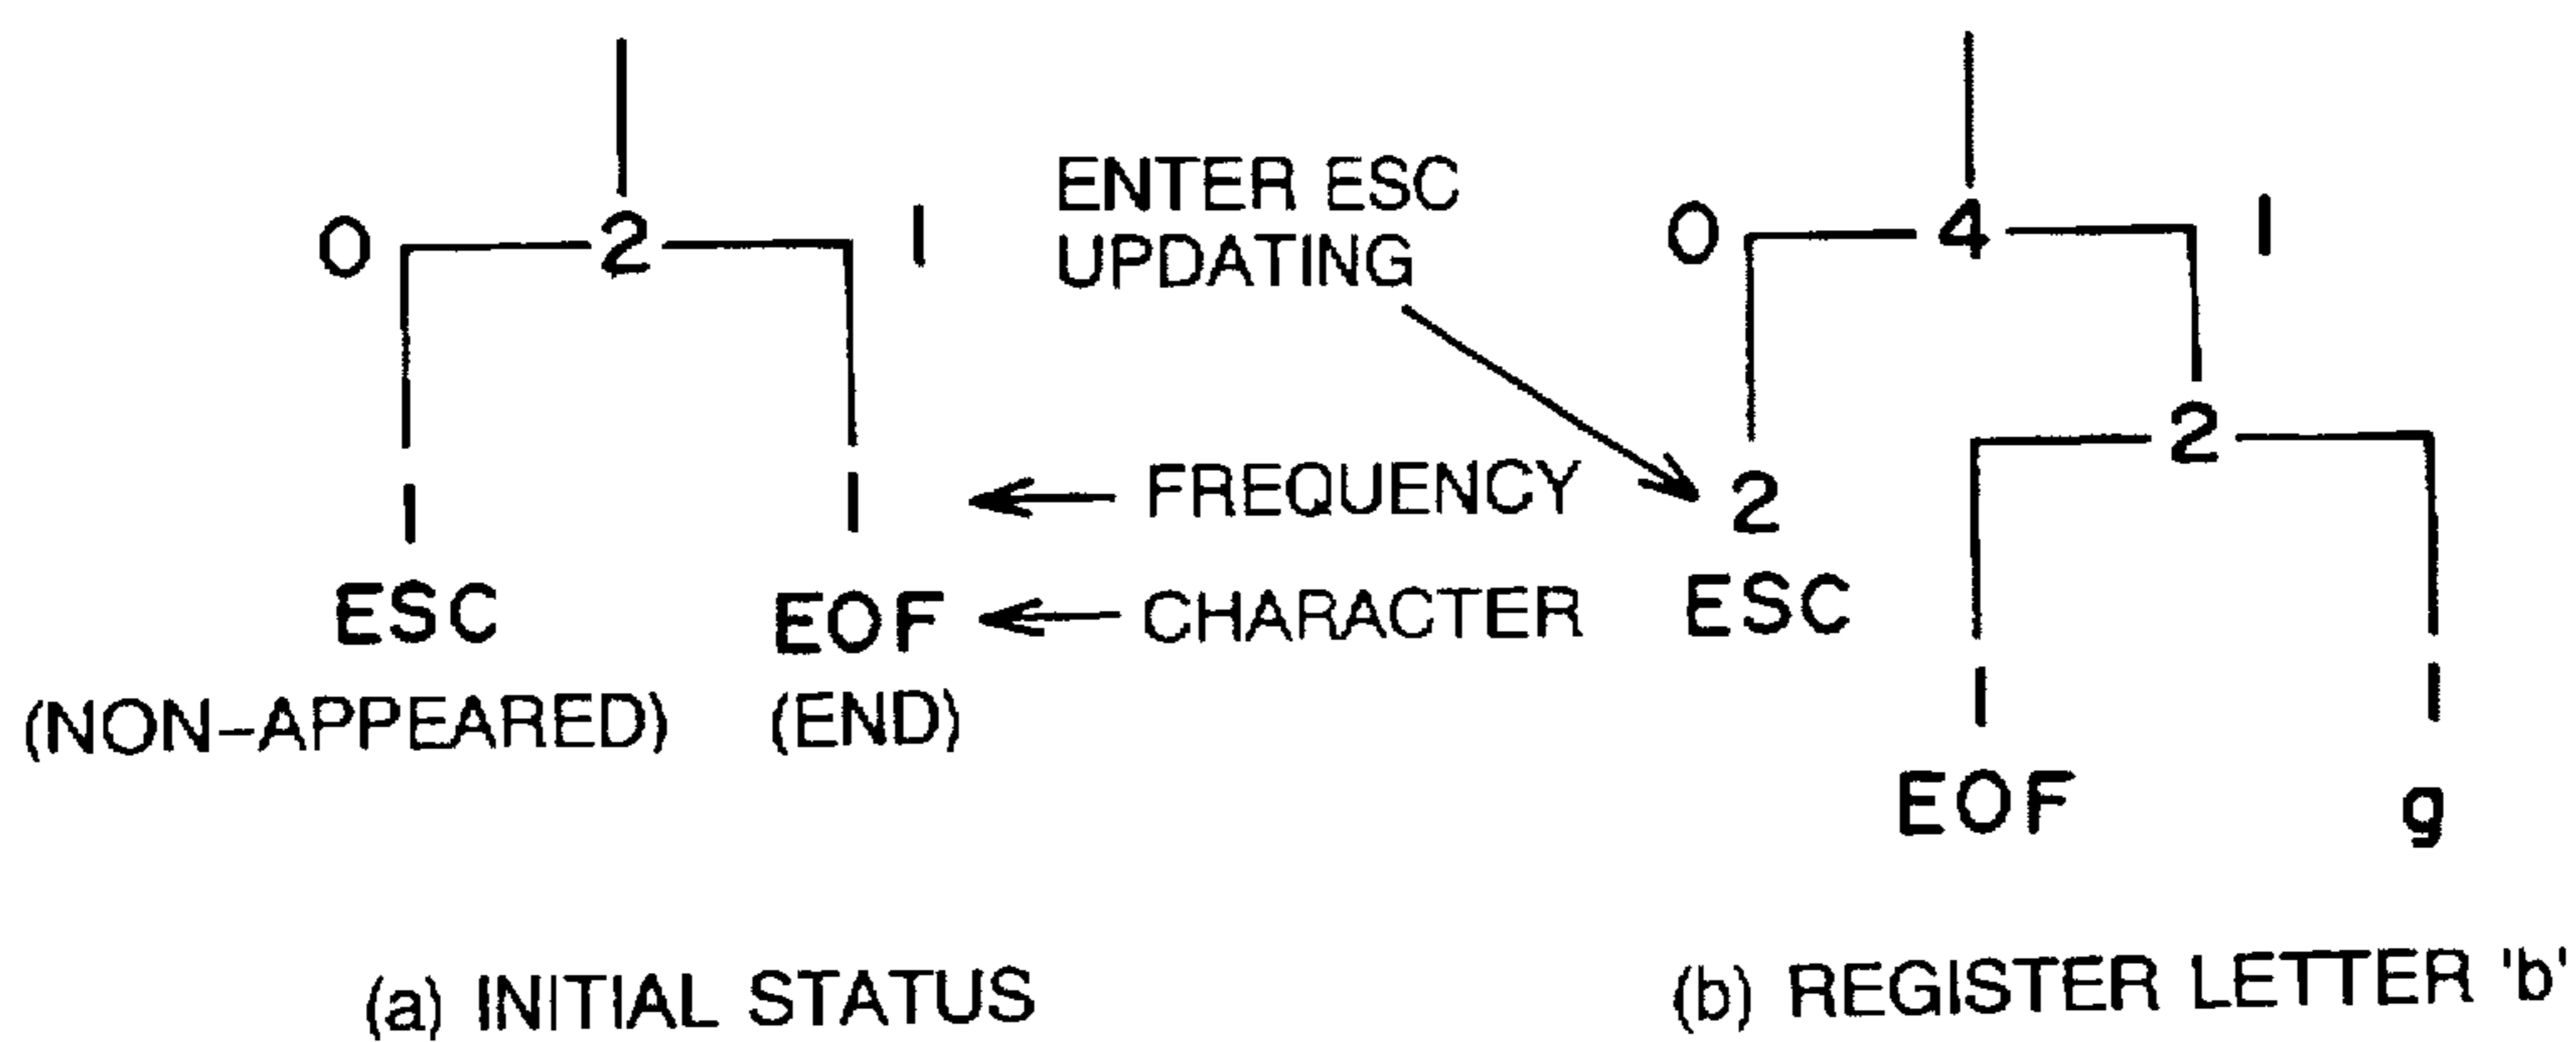 0 2 1
1
ESC
(NON-APPEARED)
1
EOF
(END)
← FREQUENCY
← CHARACTER
(a) INITIAL STATUS
ENTER ESC
UPDATING
0 4 1
2
ESC
2
1
EOF
1
g
(b) REGISTER LETTER 'b'